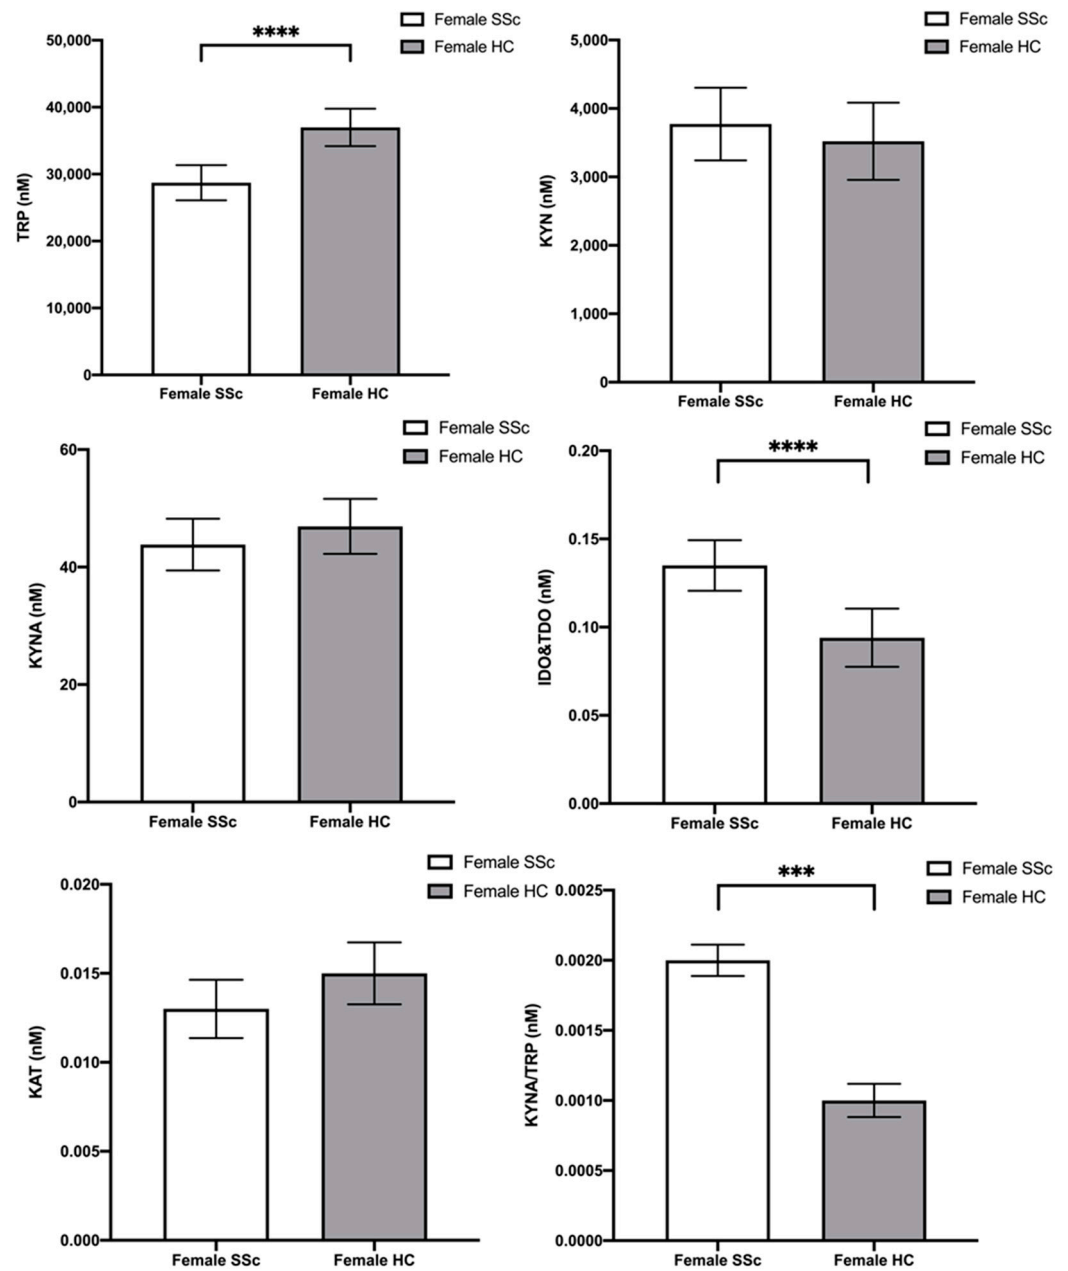 Female SSc
Female HC
****
50,000
40,000
30,000
20,000
10,000
0
TRP (nM)
Female SSc
Female HC
Female SSc
Female HC
5,000
4,000
3,000
2,000
1,000
0
KYN (nM)
Female SSc
Female HC
Female SSc
Female HC
60
40
20
0
KYNA (nM)
Female SSc
Female HC
Female SSc
Female HC
****
0.20
0.15
0.10
0.05
0.00
IDO&TDO (nM)
Female SSc
Female HC
Female SSc
Female HC
0.020
0.015
0.010
0.005
0.000
KAT (nM)
Female SSc
Female HC
Female SSc
Female HC
***
0.0025
0.0020
0.0015
0.0010
0.0005
0.0000
KYNA/TRP (nM)
Female SSc
Female HC